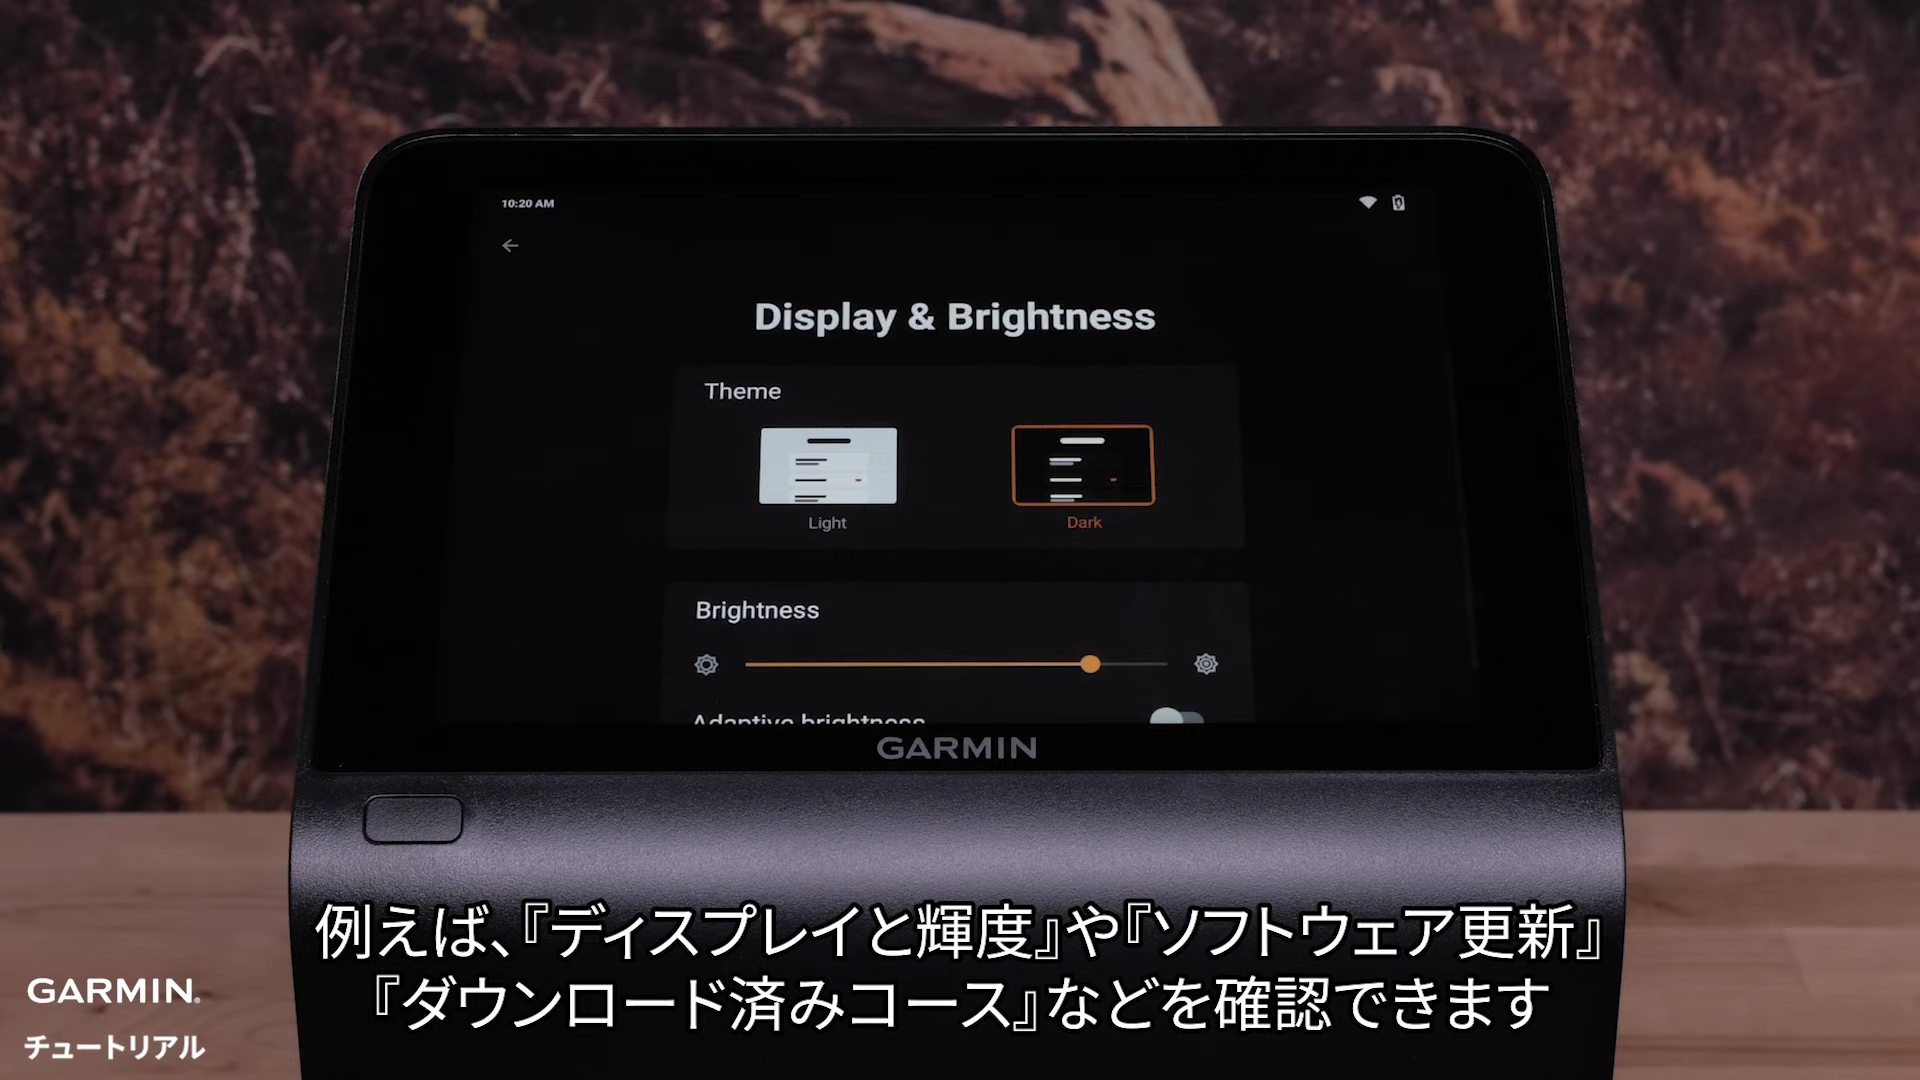 10:20 AM
Display & Brightness
Theme
Light
Dark
Brightness
Adaptive brightness
GARMIN
例えば、『ディスプレイと輝度』や『ソフトウェア更新』
『ダウンロード済みコース』などを確認できます
GARMIN®
チュートリアル